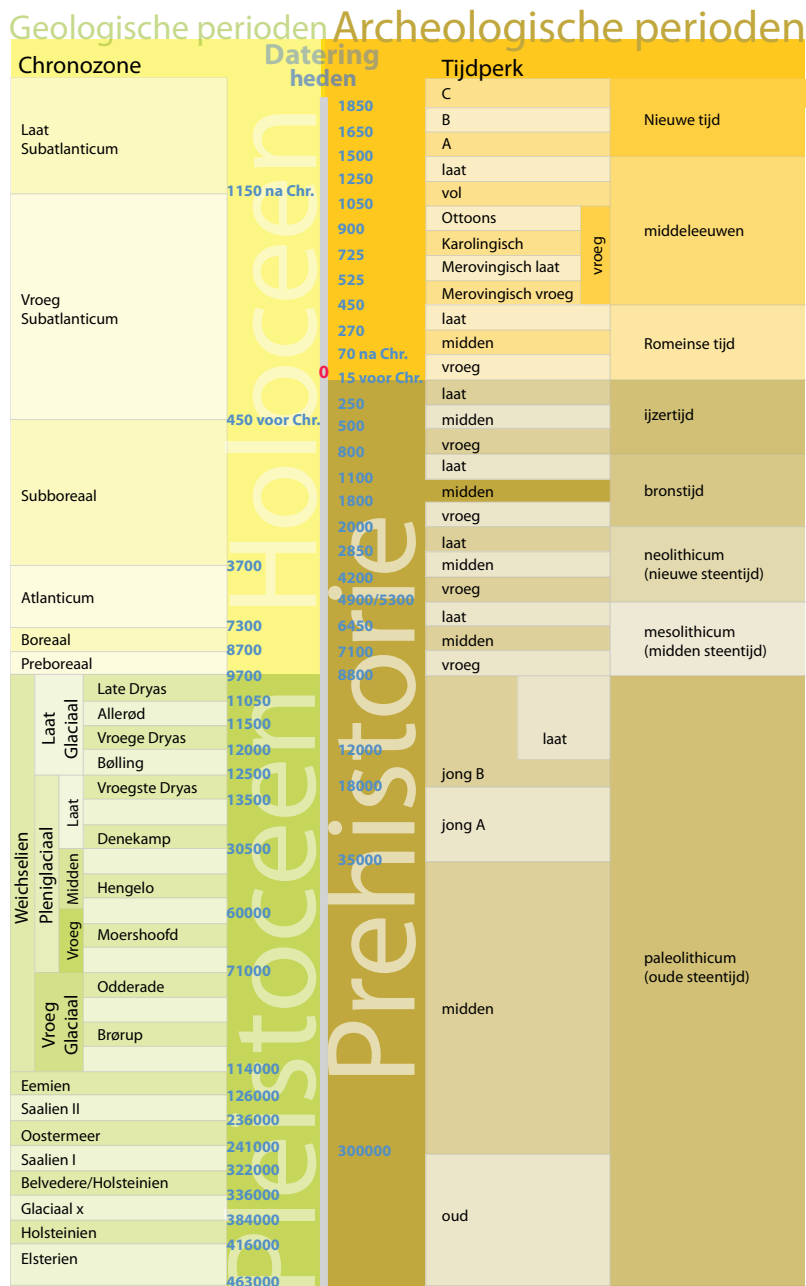 Geologische perioden Archeologische perioden
Datering
heden
Chronozone
Tijdperk
Laat
Subatlanticum
1150 na Chr.
Vroeg
Subatlanticum
450 voor Chr.
Subboreaal
3700
Atlanticum
7300
Boreaal
8700
Preboreaal
9700
Holoceen
Weichselien
Laat
Glaciaal
Late Dryas
11050
Allerød
11500
Vroege Dryas
12000
Bølling
12500
Pleniglaciaal
Laat
Vroegste Dryas
13500
Denekamp
30500
Midden
Hengelo
60000
Vroeg
Moershoofd
71000
Vroeg
Glaciaal
Odderade
Brørup
114000
Eemien
126000
Saalien II
236000
Oostermeer
241000
Saalien I
322000
Belvedere/Holsteinien
336000
Glaciaal x
384000
Holsteinien
416000
Elsterien
463000
Pleistoceen
0
1850
1650
1500
1250
1050
900
725
525
450
270
70 na Chr.
15 voor Chr.
250
500
800
1100
1800
2000
2850
4200
4900/5300
6450
7100
8800
12000
18000
35000
300000
Prehistorie
C
B
A
Nieuwe tijd
laat
vol
Ottoons
Karolingisch
Merovingisch laat
Merovingisch vroeg
vroeg
middeleeuwen
laat
midden
vroeg
Romeinse tijd
laat
midden
vroeg
ijzertijd
laat
midden
vroeg
bronstijd
laat
midden
vroeg
neolithicum
(nieuwe steentijd)
laat
midden
vroeg
mesolithicum
(midden steentijd)
laat
jong B
jong A
midden
oud
paleolithicum
(oude steentijd)